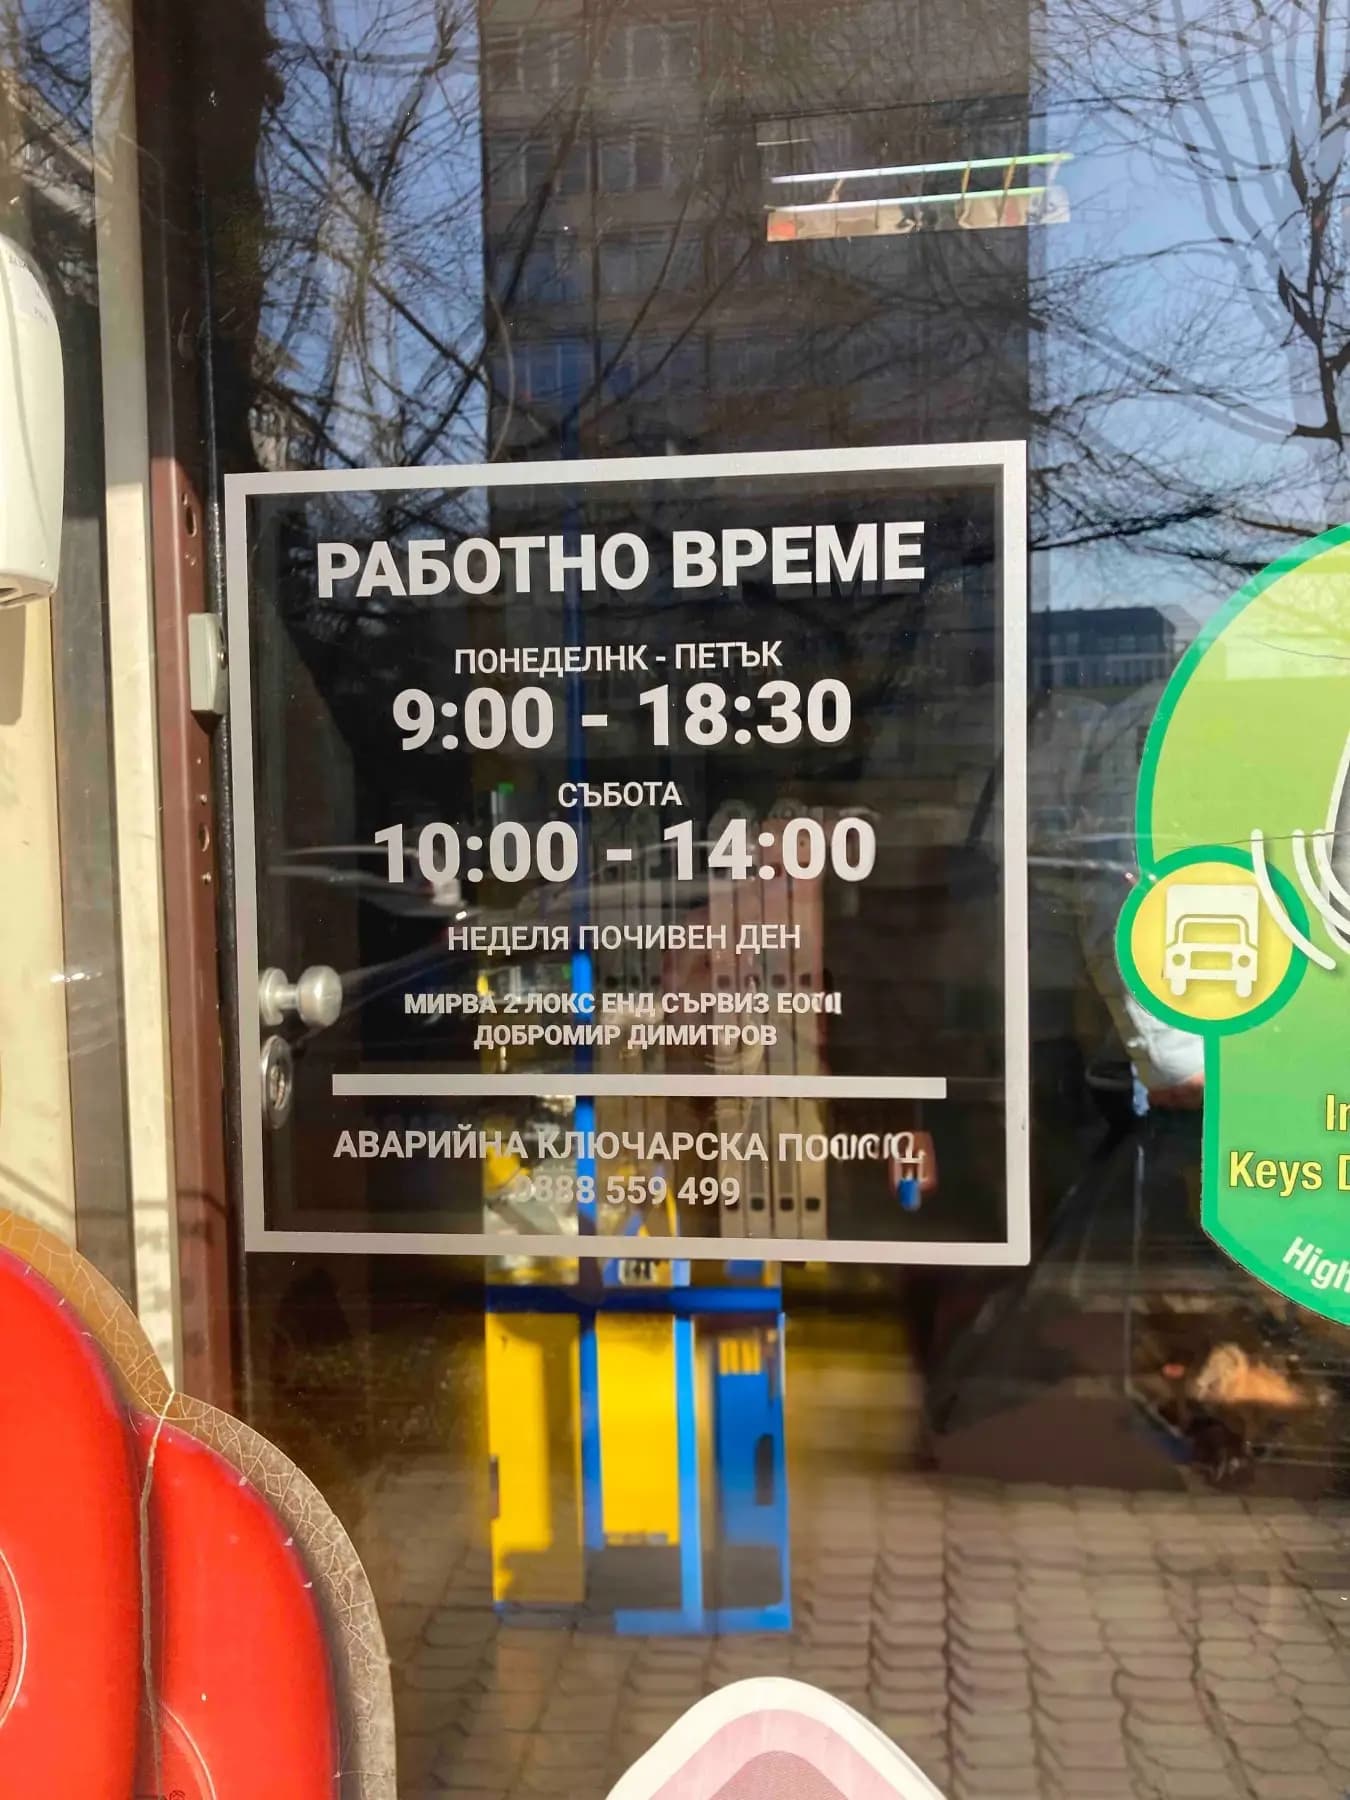 РАБОТНО ВРЕМЕ
ПОНЕДЕЛНК - ПЕТЪК
9:00 - 18:30
СЪБОТА
10:00 - 14:00
НЕДЕЛЯ ПОЧИВЕН ДЕН
МИРВА 2 ЛОКС ЕНД СЪРВИЗ
ДОБРОМИР ДИМИТРОВ
АВАРИЙНА КЛЮЧАРСКА
0888 559 499
Keys
High